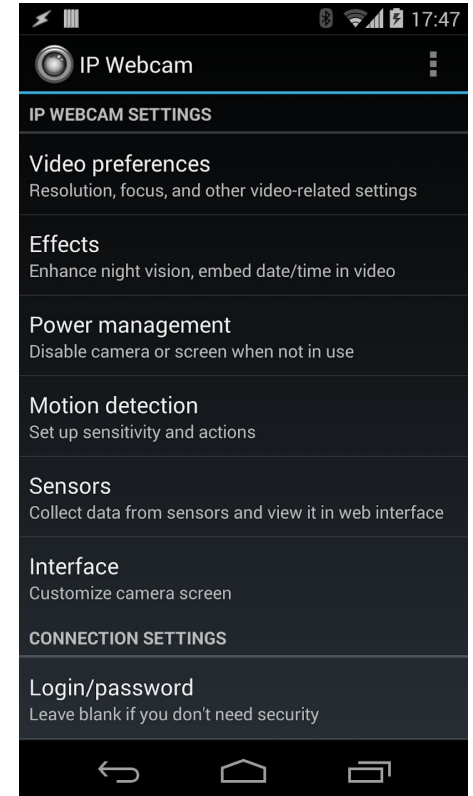 17:47
IP Webcam
IP WEBCAM SETTINGS
Video preferences
Resolution, focus, and other video-related settings
Effects
Enhance night vision, embed date/time in video
Power management
Disable camera or screen when not in use
Motion detection
Set up sensitivity and actions
Sensors
Collect data from sensors and view it in web interface
Interface
Customize camera screen
CONNECTION SETTINGS
Login/password
Leave blank if you don't need security